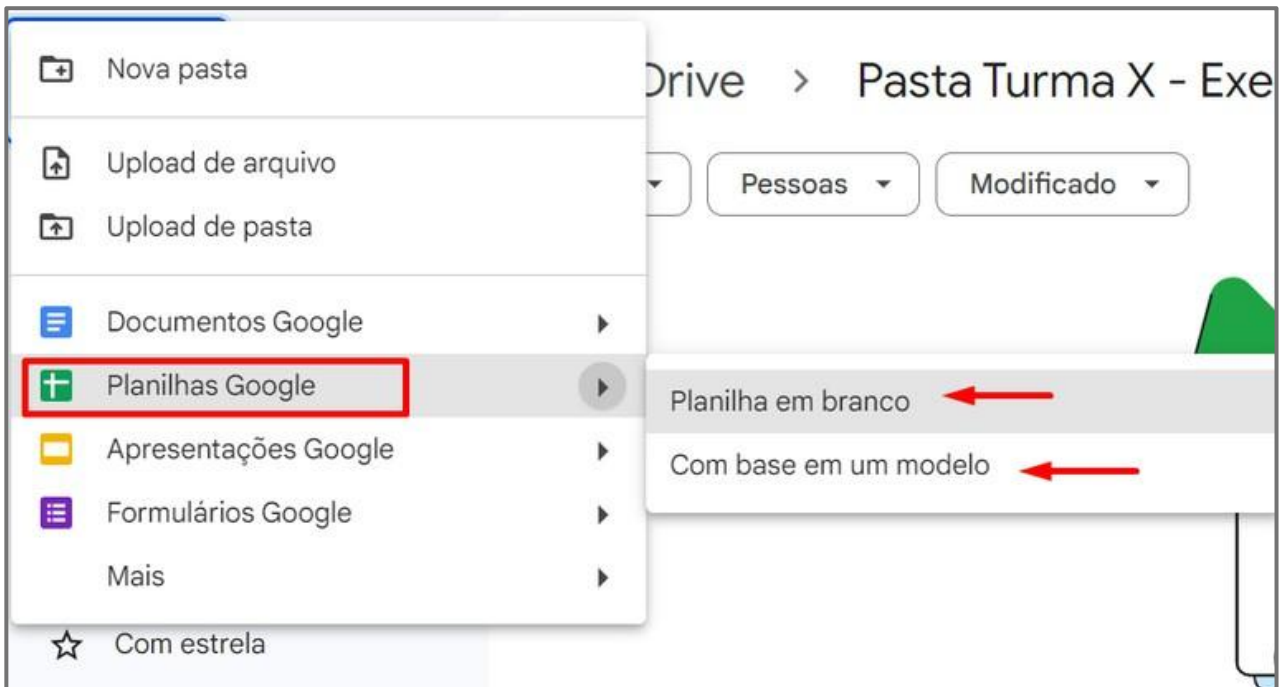 Nova pasta
Upload de arquivo
Upload de pasta
Documentos Google
Planilhas Google
Apresentações Google
Formulários Google
Mais
Com estrela
Drive > Pasta Turma X - Exe
Pessoas
Modificado
Planilha em branco
Com base em um modelo